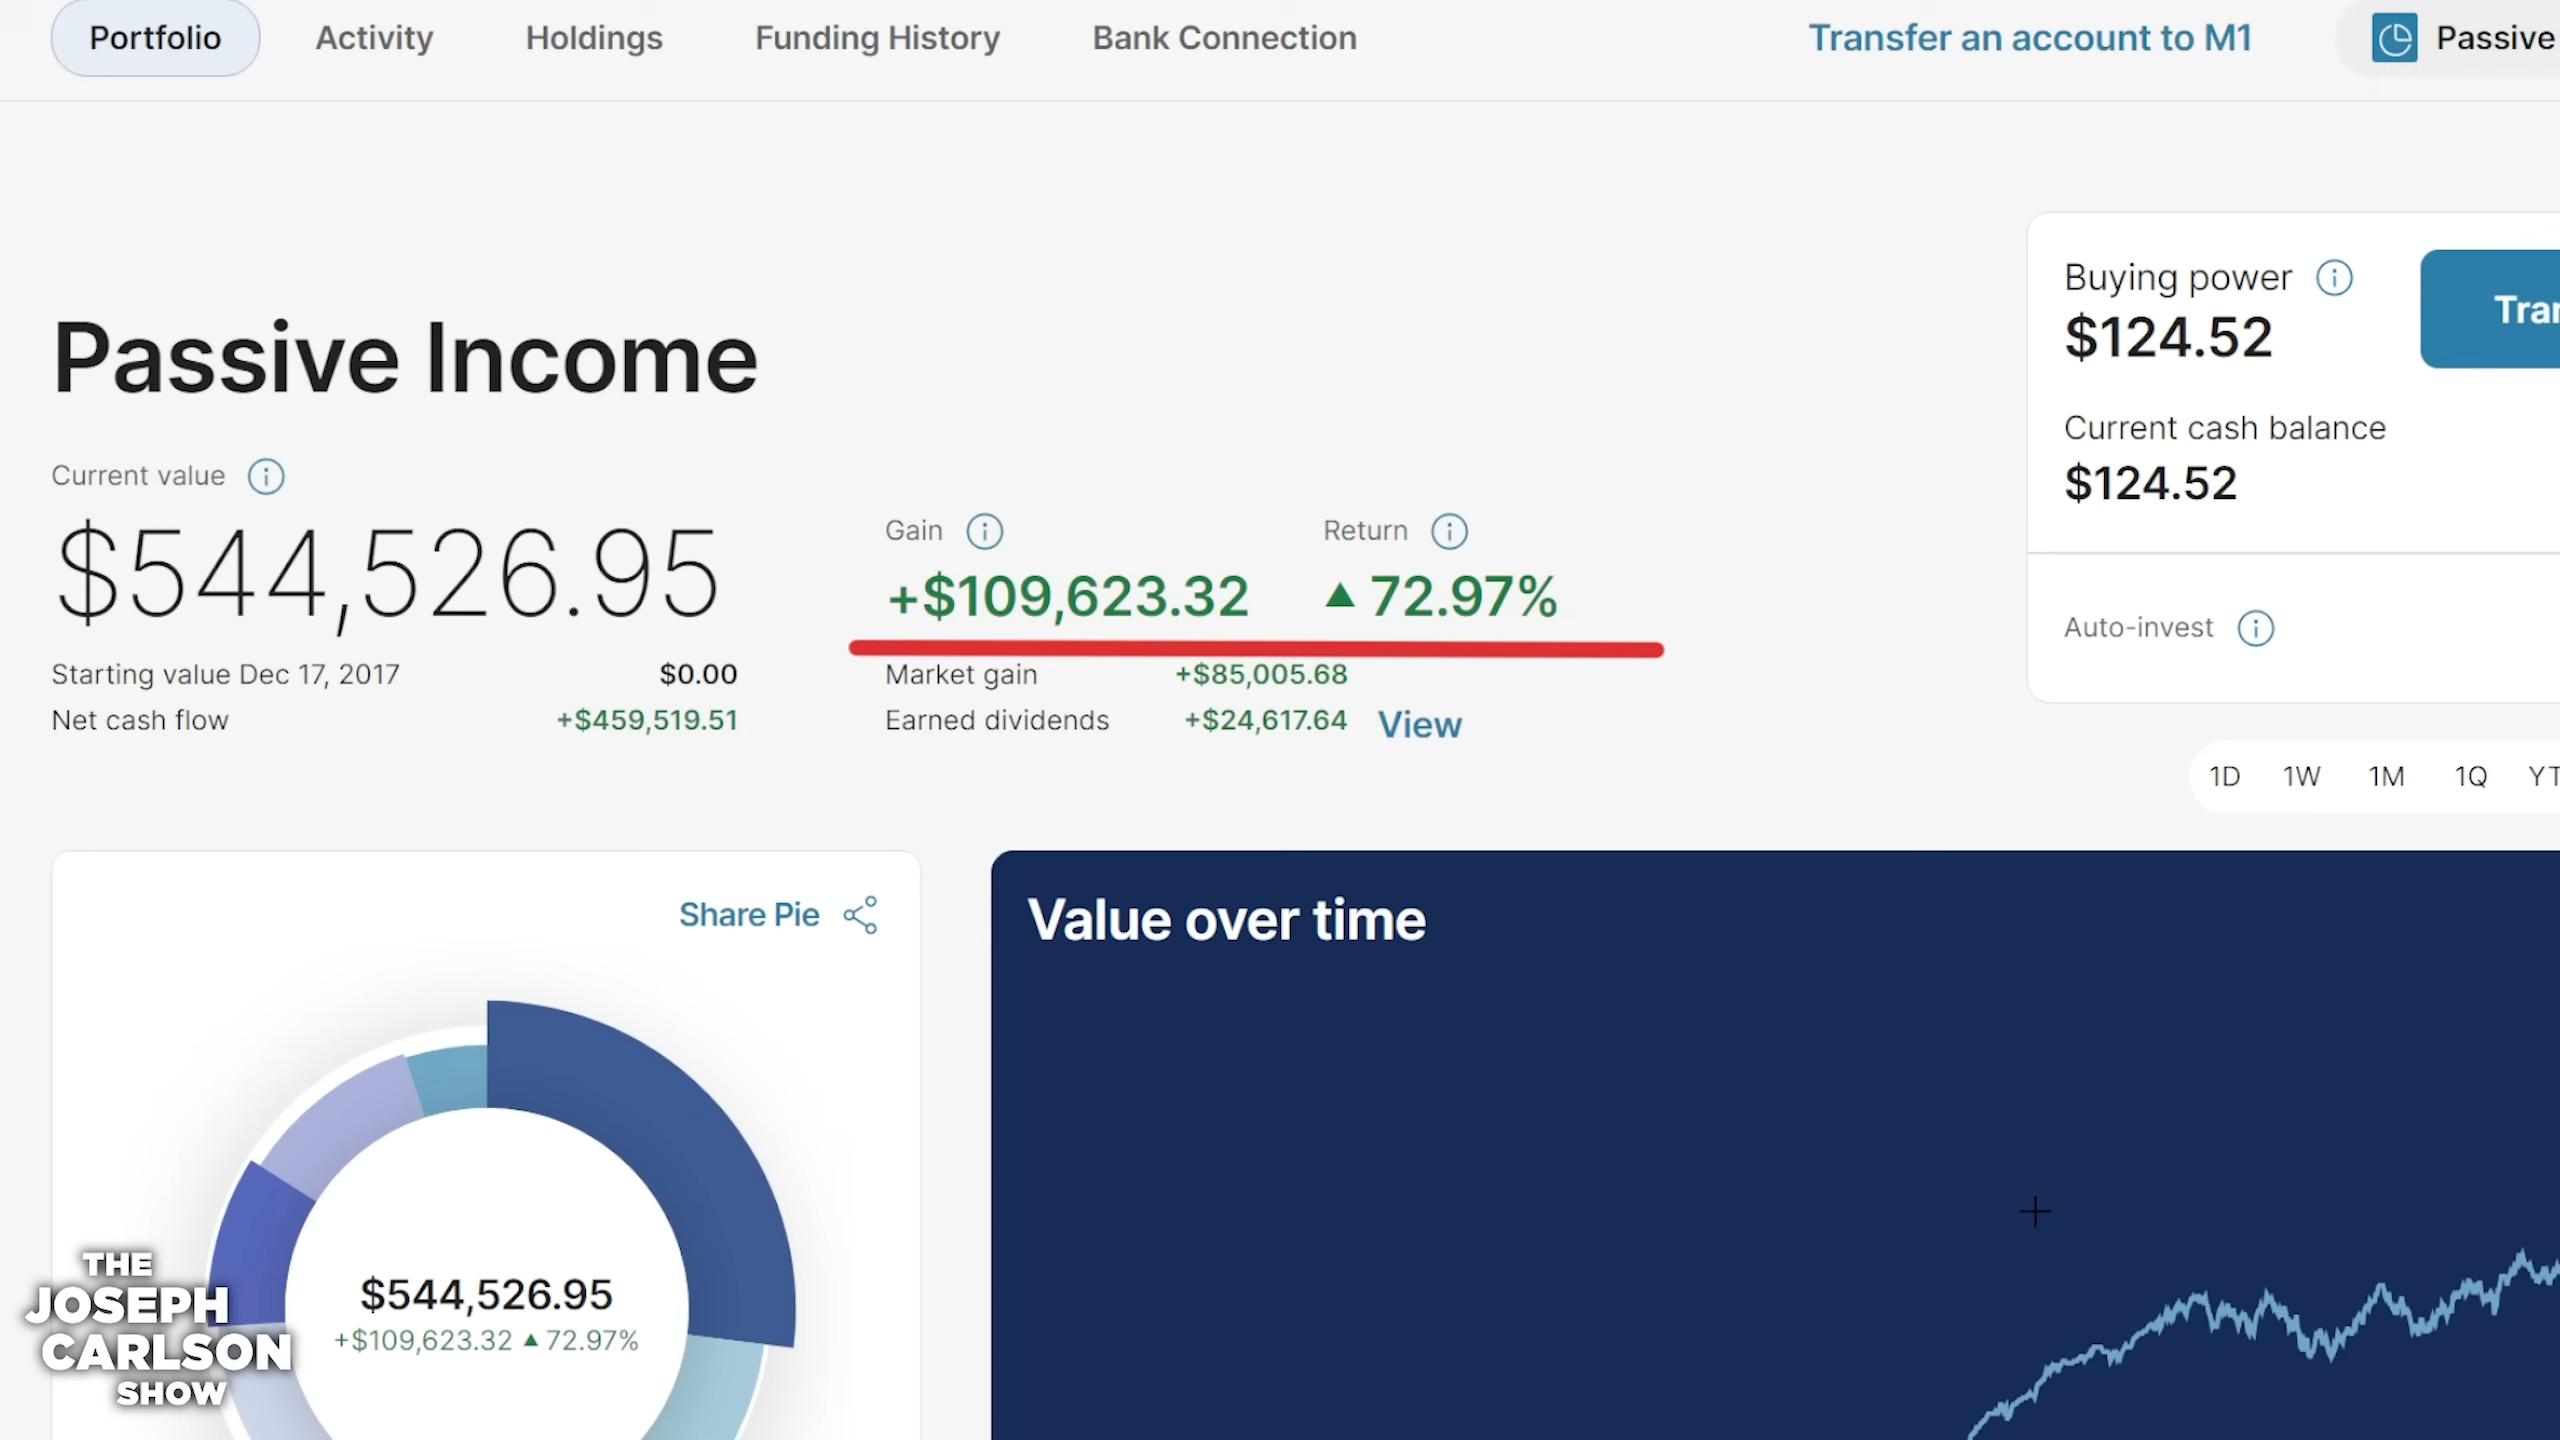 Portfolio
Activity
Holdings
Funding History
Bank Connection
Transfer an account to M1
Passive
Passive Income
Current value
$544,526.95
Starting value Dec 17, 2017 $0.00
Net cash flow +$459,519.51
Gain
+$109,623.32
Return
▲ 72.97%
Market gain +$85,005.68
Earned dividends +$24,617.64 View
Buying power
$124.52
Tran
Current cash balance
$124.52
Auto-invest
1D 1W 1M 1Q YT
Share Pie
$544,526.95
+$109,623.32 ▲ 72.97%
Value over time
THE
JOSEPH
CARLSON
SHOW